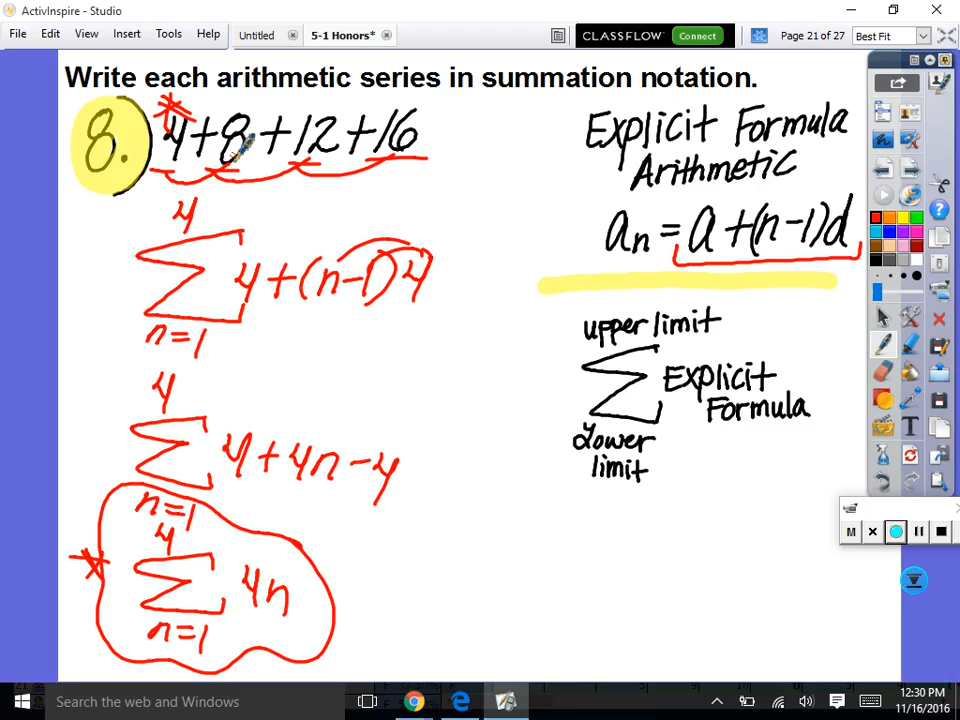 ActivInspire
File Edit View Insert Tools Help Untitled 5-1 Honors* CLASSFLOW Connect Page 21 of 27 Best Fit
Write each arithmetic series in summation notation.
8.) 4+8+12+16
4
∑ 4+(n-1)4
n=1
4
∑ 4+4n-4
n=1
4
∑ 4n
n=1
Explicit Formula
Arithmetic
an = a+(n-1)d
upper limit
∑ Explicit
Formula
Lower
limit
M
Search the web and Windows
12:30 PM
11/16/2016